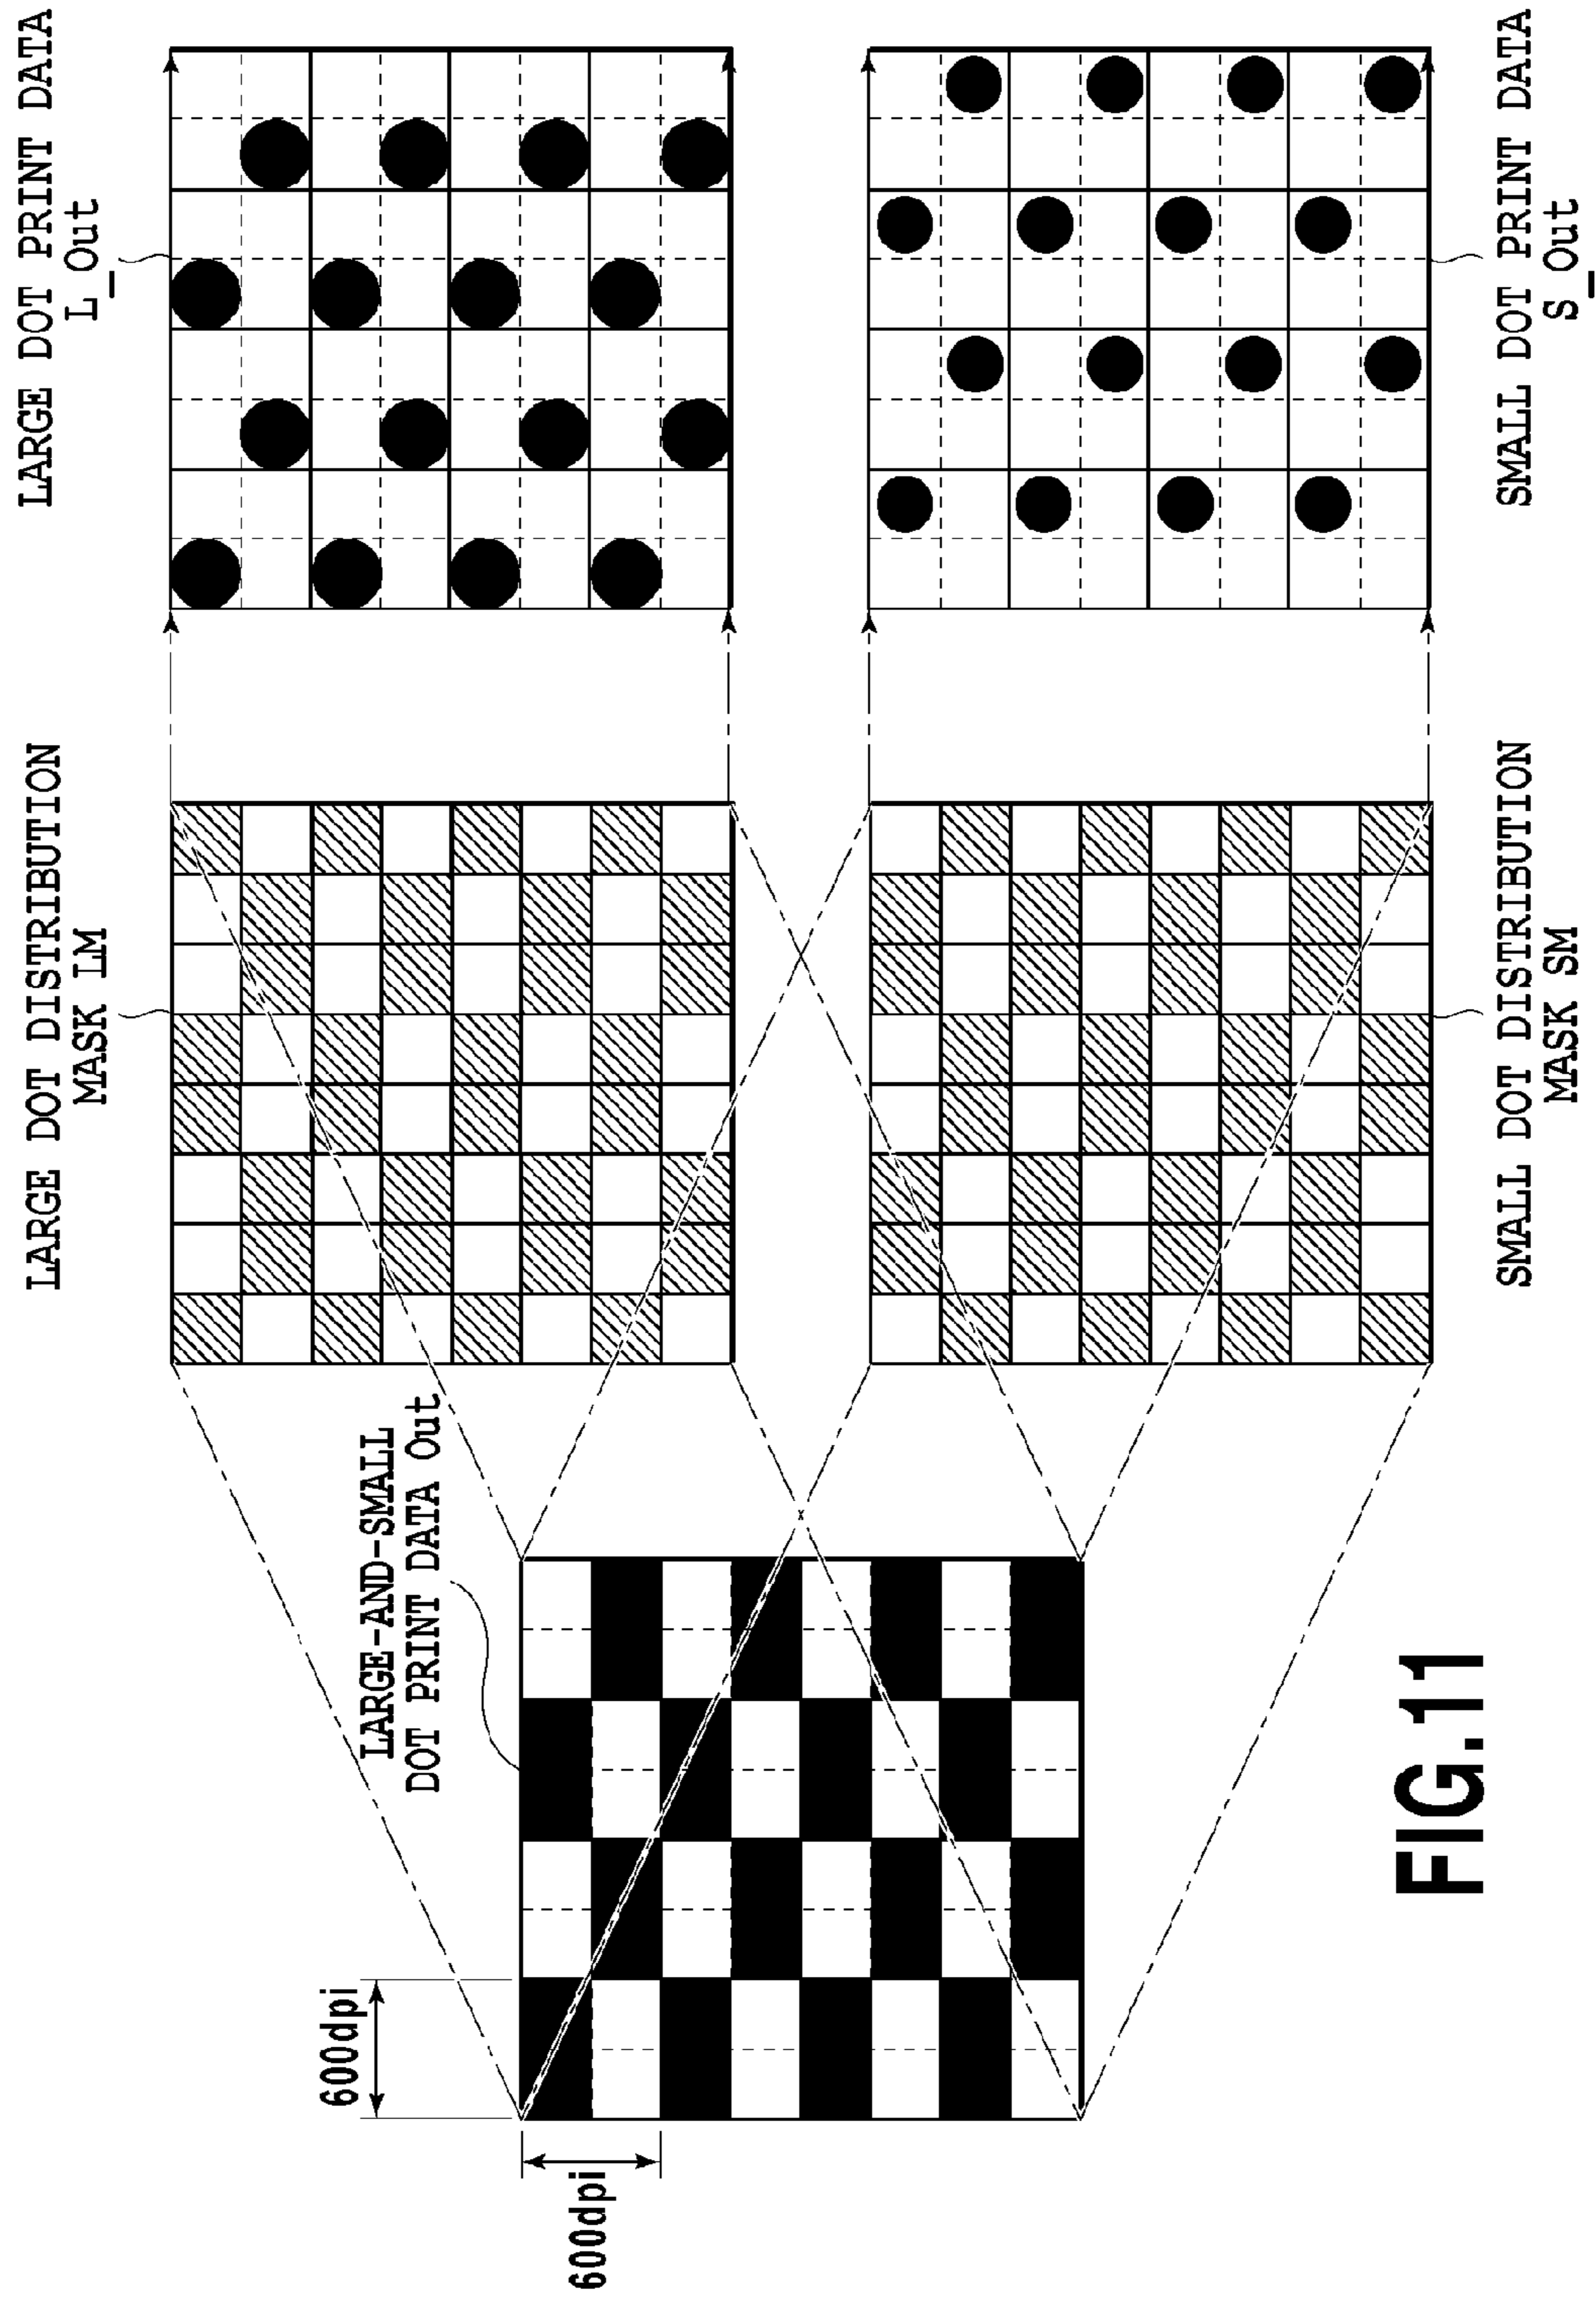 LARGE-AND-SMALL
DOT PRINT DATA Out
600dpi
600dpi
LARGE DOT DISTRIBUTION
MASK LM
LARGE DOT PRINT DATA
L_Out
SMALL DOT DISTRIBUTION
MASK SM
SMALL DOT PRINT DATA
S_Out
FIG.11